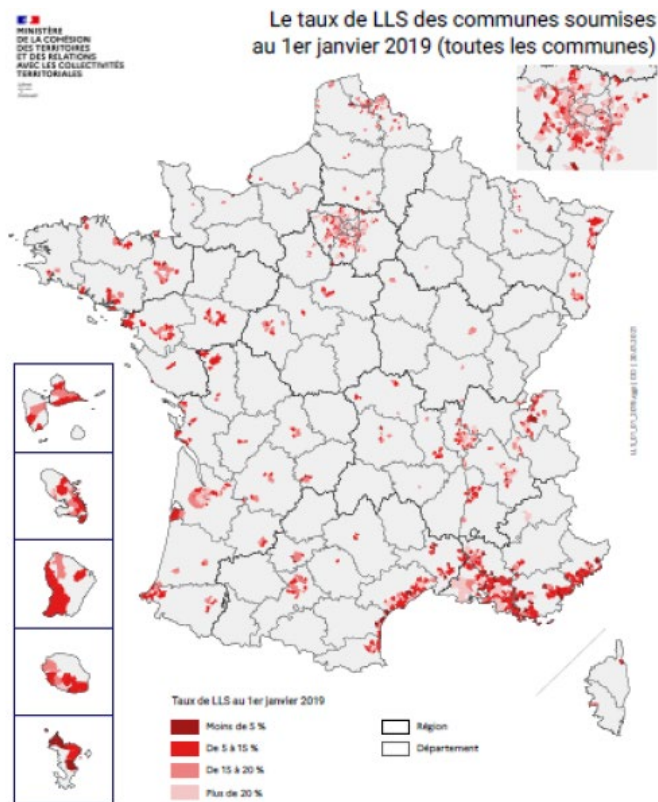 MINISTÈRE
DE LA COHÉSION
DES TERRITOIRES
ET DES RELATIONS
AVEC LES COLLECTIVITÉS
TERRITORIALES
Le taux de LLS des communes soumises
au 1er janvier 2019 (toutes les communes)
Taux de LLS au 1er janvier 2019
Moins de 5 %
De 5 à 15 %
De 15 à 20 %
Plus de 20 %
Région
Département